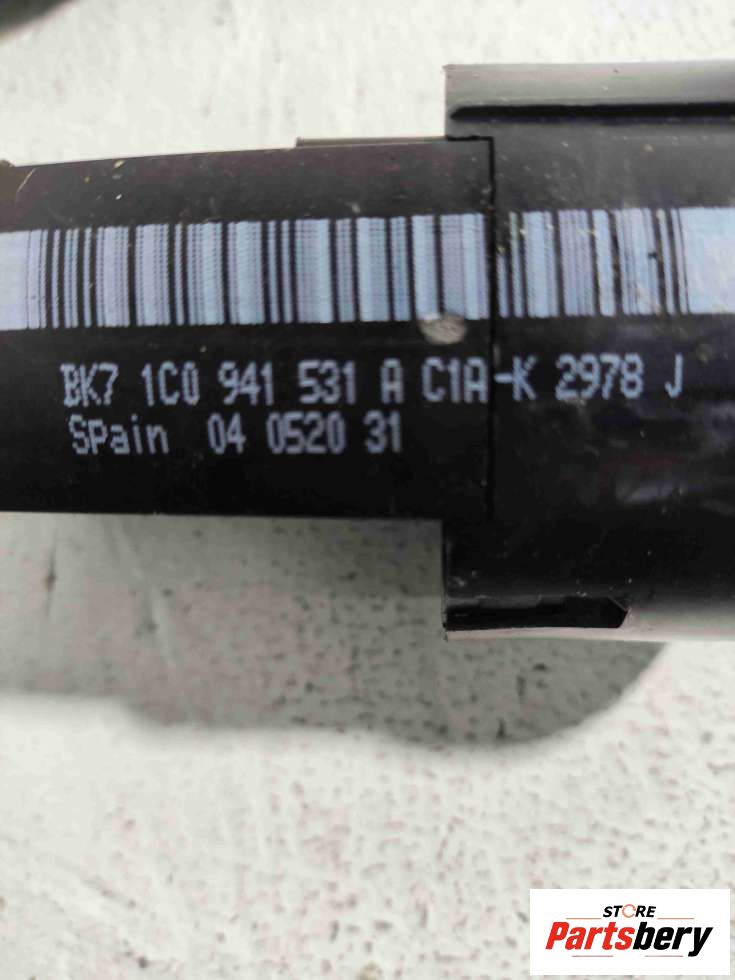 BK7 1C0 941 531 A C1A-K 2978 J
Spain 04 0520 31
STORE
Partsbery